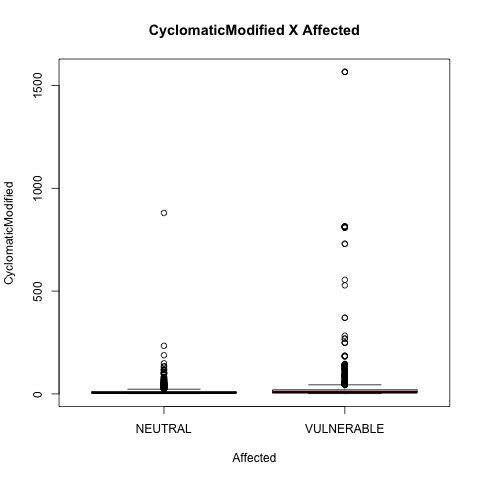 CyclomaticModified X Affected
CyclomaticModified
1500
1000
500
0
NEUTRAL
VULNERABLE
Affected